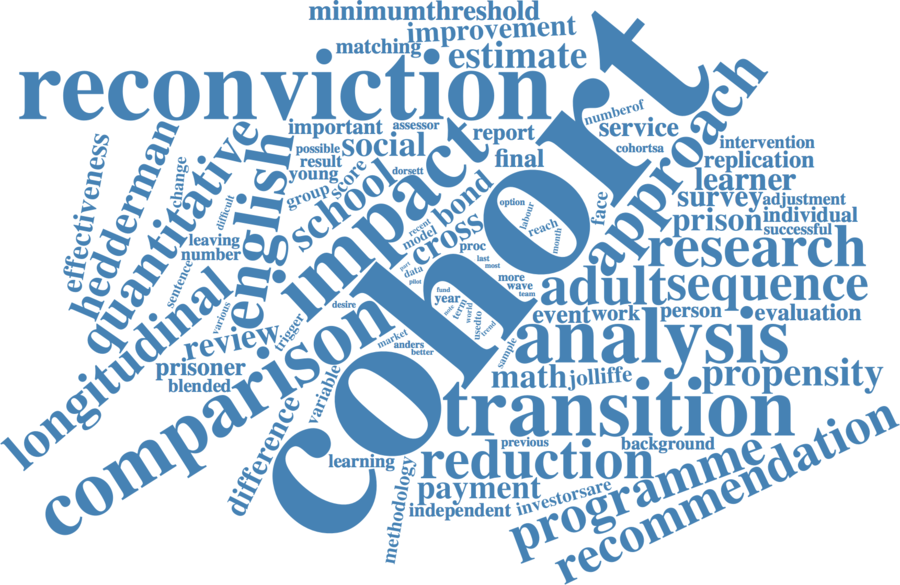 minimumthreshold
improvement
matching
estimate
reconviction
cohort
important
assessor
report
numberof
service
approach
possible
social
result
final
cohortsa
intervention
young
replication
effectiveness
hedderman
change
quantitative
english
group
score
school
dorsett
impact
bond
learner
survey
adjustment
prison
individual
successful
difficult
leaving
number
recent
model
cross
option
labour
reach
month
face
research
proc
last
most
part
data
pilot
more
wave
team
adult
sequence
sentence
longitudinal
various
review
trigger
desire
fund
year
term
world
usedto
trend
event
work
person
evaluation
prisoner
blended
comparison
market
anders
better
sample
analysis
math
jolliffe
propensity
variable
difference
transition
previous
background
learning
reduction
methodology
payment
independent
investorsare
programme
recommendation